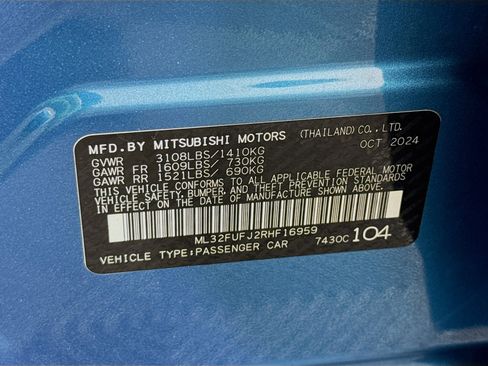 MFD.BY MITSUBISHI MOTORS (THAILAND)CO.,LTD.
GVWR 3108LBS/1410KG OCT 2024
GAWR FR 1609LBS/ 730KG
GAWR RR 1521LBS/ 690KG
THIS VEHICLE CONFORMS TO ALL APPLICABLE
FEDERAL MOTOR VEHICLE SAFETY, BUMPER, AND
THEFT PREVENTION STANDARDS IN EFFECT ON
THE DATE OF MANUFACTURE SHOWN ABOVE.
ML32FUFJ2RHF16959
VEHICLE TYPE:PASSENGER CAR 7430C 104